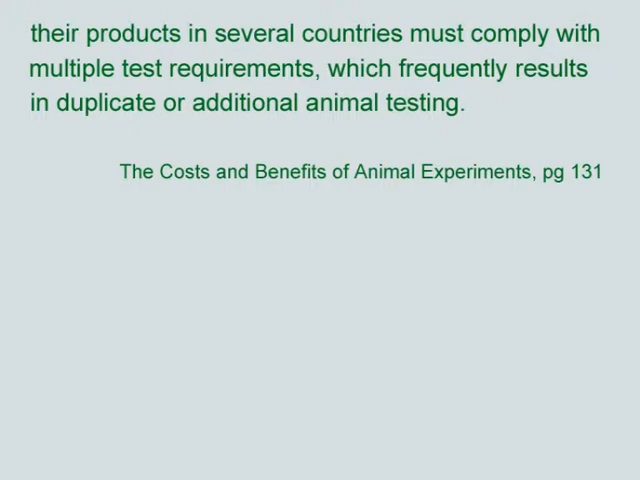 their products in several countries must comply with
multiple test requirements, which frequently results
in duplicate or additional animal testing.
The Costs and Benefits of Animal Experiments, pg 131